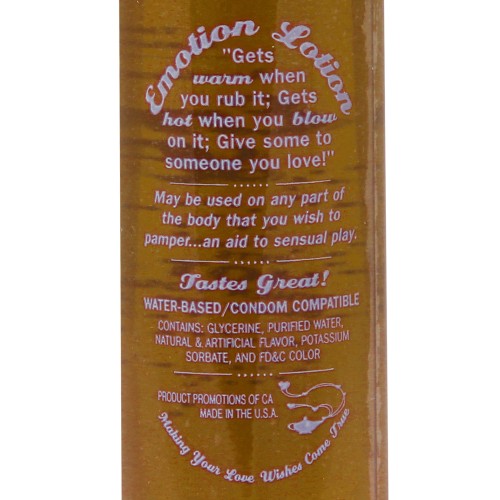 Emotion Lotion
"Gets
warm when
you rub it; Gets
hot when you blow
on it; Give some to
someone you love!"
May be used on any part of
the body that you wish to
pamper...an aid to sensual play.
Tastes Great!
WATER-BASED/CONDOM COMPATIBLE
CONTAINS: GLYCERINE, PURIFIED WATER,
NATURAL & ARTIFICIAL FLAVOR, POTASSIUM
SORBATE, AND FD&C COLOR
PRODUCT PROMOTIONS OF CA
MADE IN THE U.S.A.
Making Your Love Wishes Come True